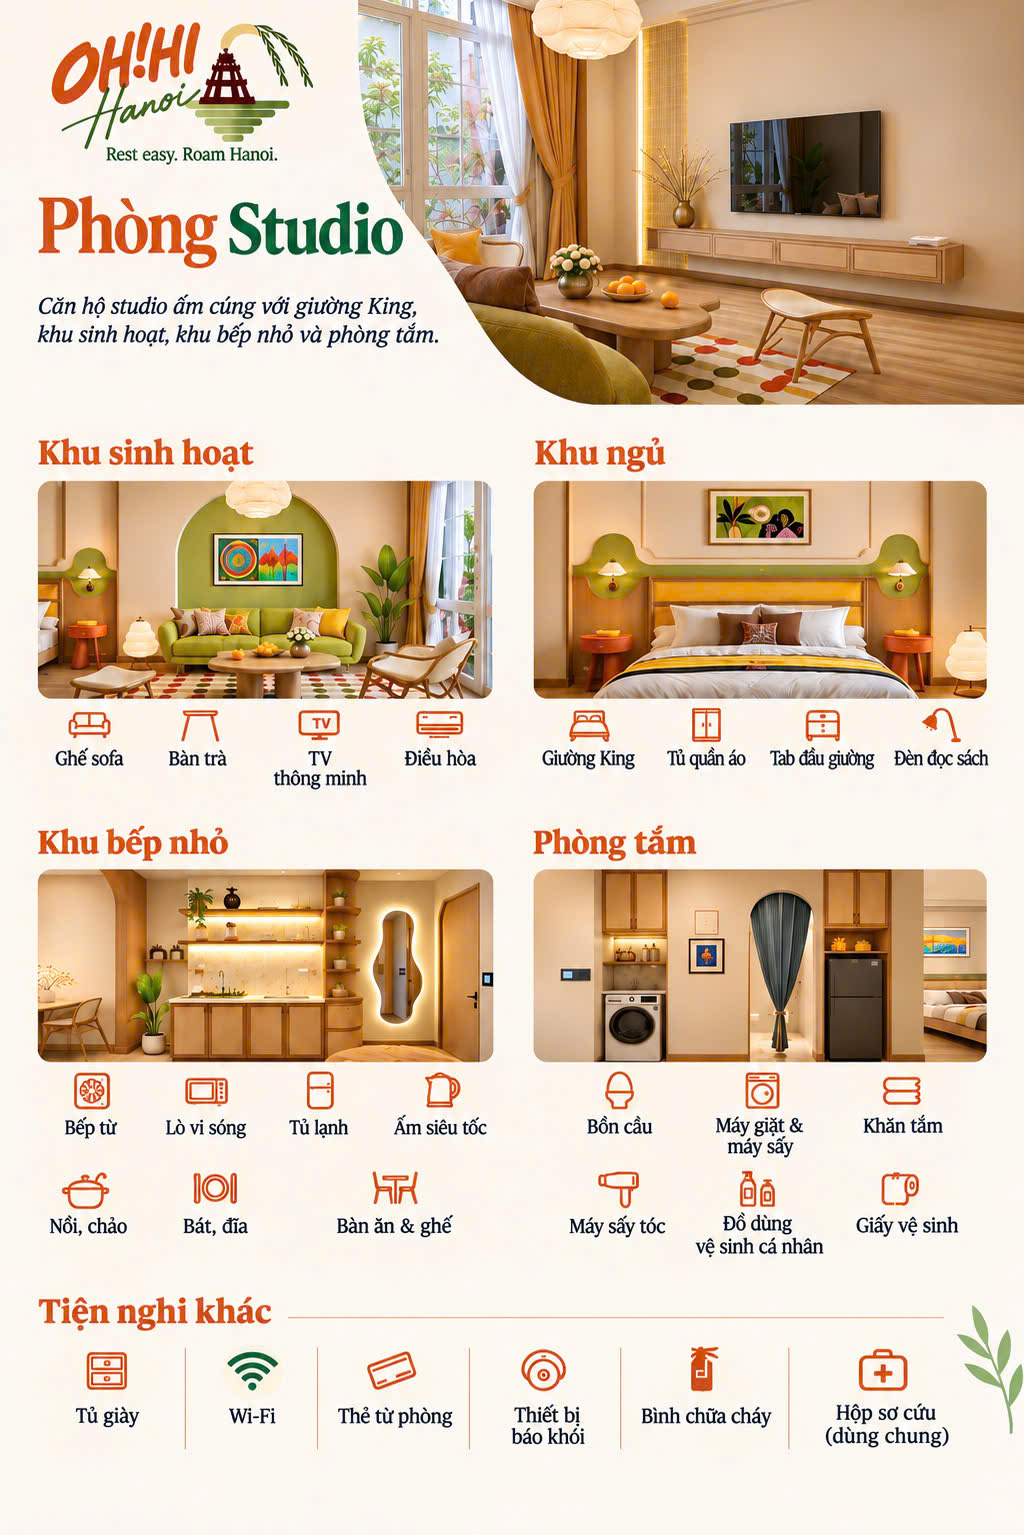 OH!HI
Hanoi
Rest easy. Roam Hanoi.
Phòng Studio
Căn hộ studio ấm cúng với giường King,
khu sinh hoạt, khu bếp nhỏ và phòng tắm.
Khu sinh hoạt
Ghế sofa
Bàn trà
TV
TV
thông minh
Điều hòa
Khu ngủ
Giường King
Tủ quần áo
Tab đầu giường
Đèn đọc sách
Khu bếp nhỏ
Bếp từ
Lò vi sóng
Tủ lạnh
Ấm siêu tốc
Nồi, chảo
Bát, đĩa
Bàn ăn & ghế
Phòng tắm
Bồn cầu
Máy giặt &
máy sấy
Khăn tắm
Máy sấy tóc
Đồ dùng
vệ sinh cá nhân
Giấy vệ sinh
Tiện nghi khác
Tủ giày
Wi-Fi
Thẻ từ phòng
Thiết bị
báo khói
Bình chữa cháy
Hộp sơ cứu
(dùng chung)